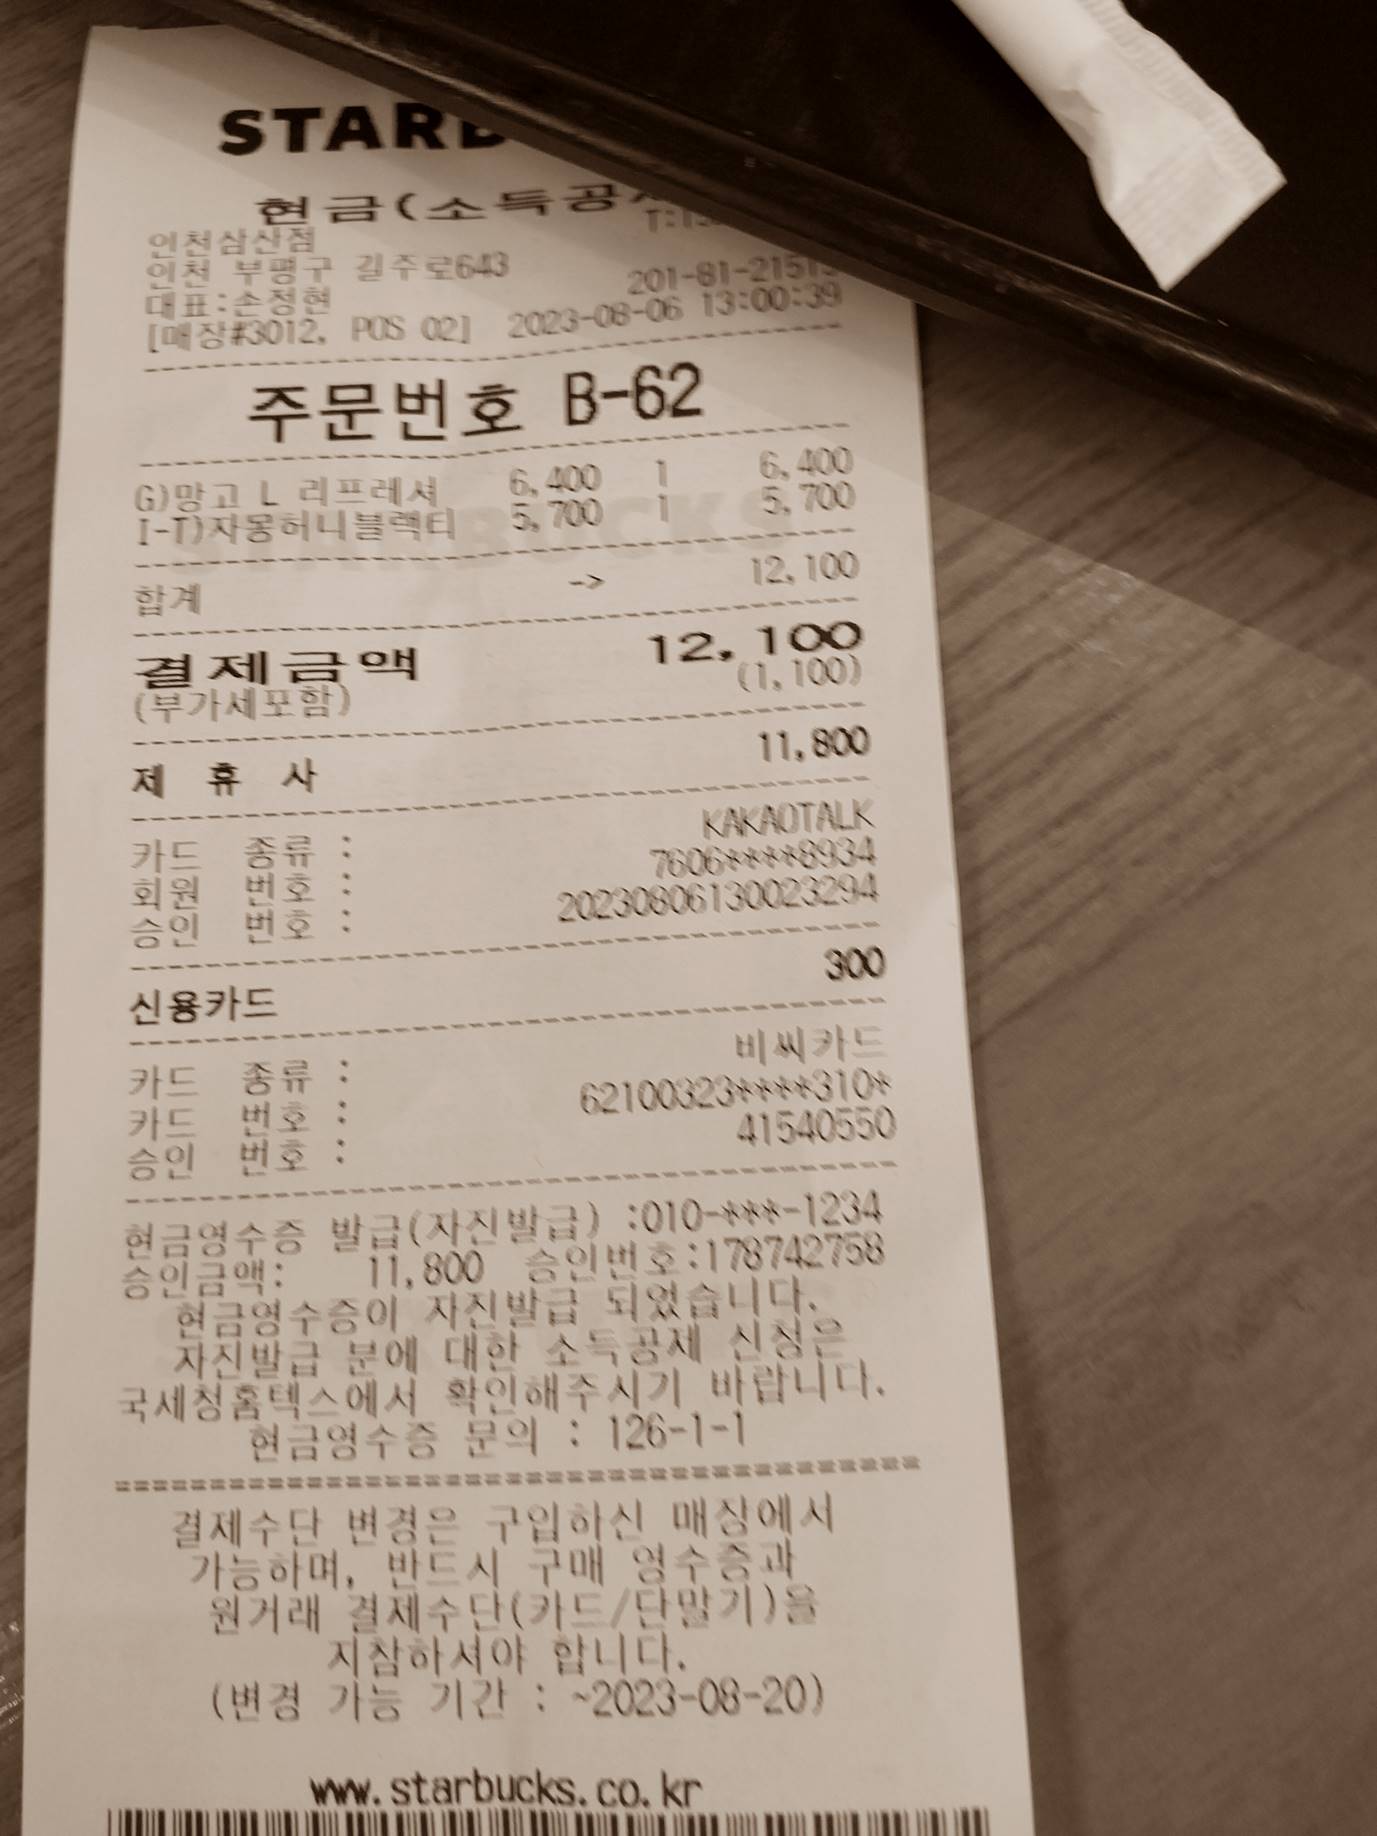 STARB
현금(소득공
인천삼산점
인천 부평구 길주로643
대표:손정현 201-81-2151
[매장#3012, POS 02] 2023-08-06 13:00:39
주문번호 B-62
G)망고 L 리프레셔 6,400 1 6,400
I-T)자몽허니블랙티 5,700 1 5,700
합계 -> 12,100
결제금액 12,100
(부가세포함) (1,100)
제 휴 사 11,800
카드 종류 : KAKAOTALK
회원 번호 : 7606****8934
승인 번호 : 20230806130023294
신용카드 300
카드 종류 : 비씨카드
카드 번호 : 62100323****310*
승인 번호 : 41540550
현금영수증 발급(자진발급) :010-***-1234
승인금액: 11,800 승인번호:178742758
현금영수증이 자진발급 되었습니다.
자진발급 분에 대한 소득공제 신청은
국세청홈텍스에서 확인해주시기 바랍니다.
현금영수증 문의 : 126-1-1
결제수단 변경은 구입하신 매장에서
가능하며, 반드시 구매 영수증과
원거래 결제수단(카드/단말기)을
지참하셔야 합니다.
(변경 가능 기간 : ~2023-08-20)
www.starbucks.co.kr